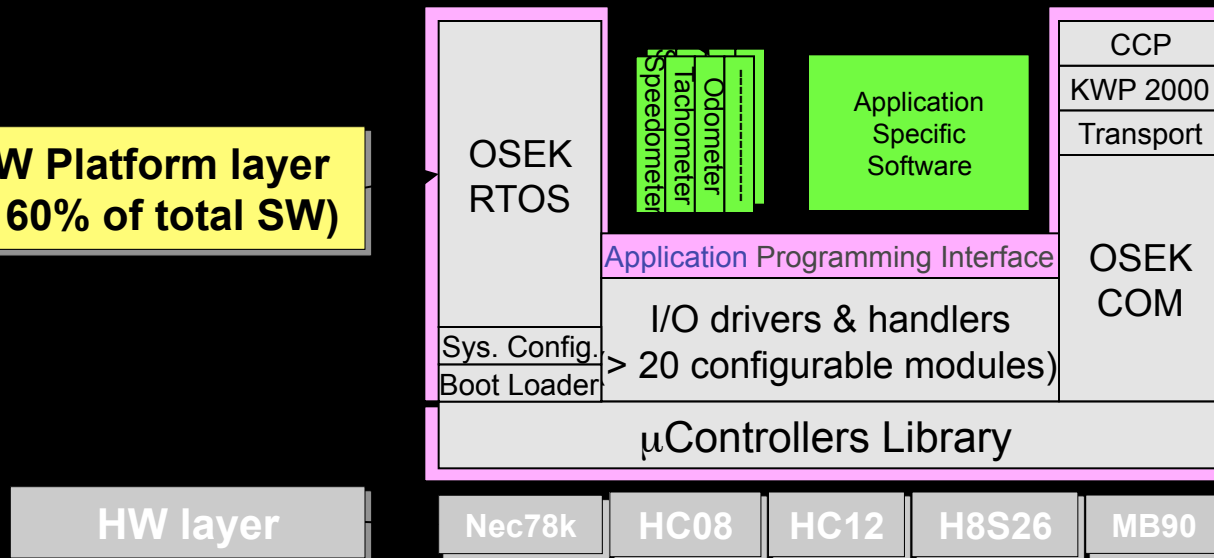 W Platform layer
60% of total SW)
HW layer
OSEK
RTOS
Sys. Config.
Boot Loader
Speedometer
Tachometer
Odometer
----------------
Application
Specific
Software
Application Programming Interface
I/O drivers & handlers
(> 20 configurable modules)
CCP
KWP 2000
Transport
OSEK
COM
μControllers Library
Nec78k
HC08
HC12
H8S26
MB90